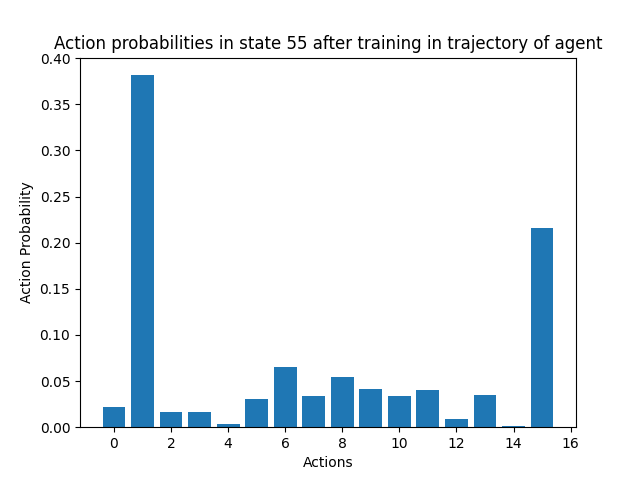 Action probabilities in state 55 after training in trajectory of agent
0.40
0.35
0.30
0.25
0.20
0.15
0.10
0.05
0.00
Action Probability
0 2 4 6 8 10 12 14 16
Actions